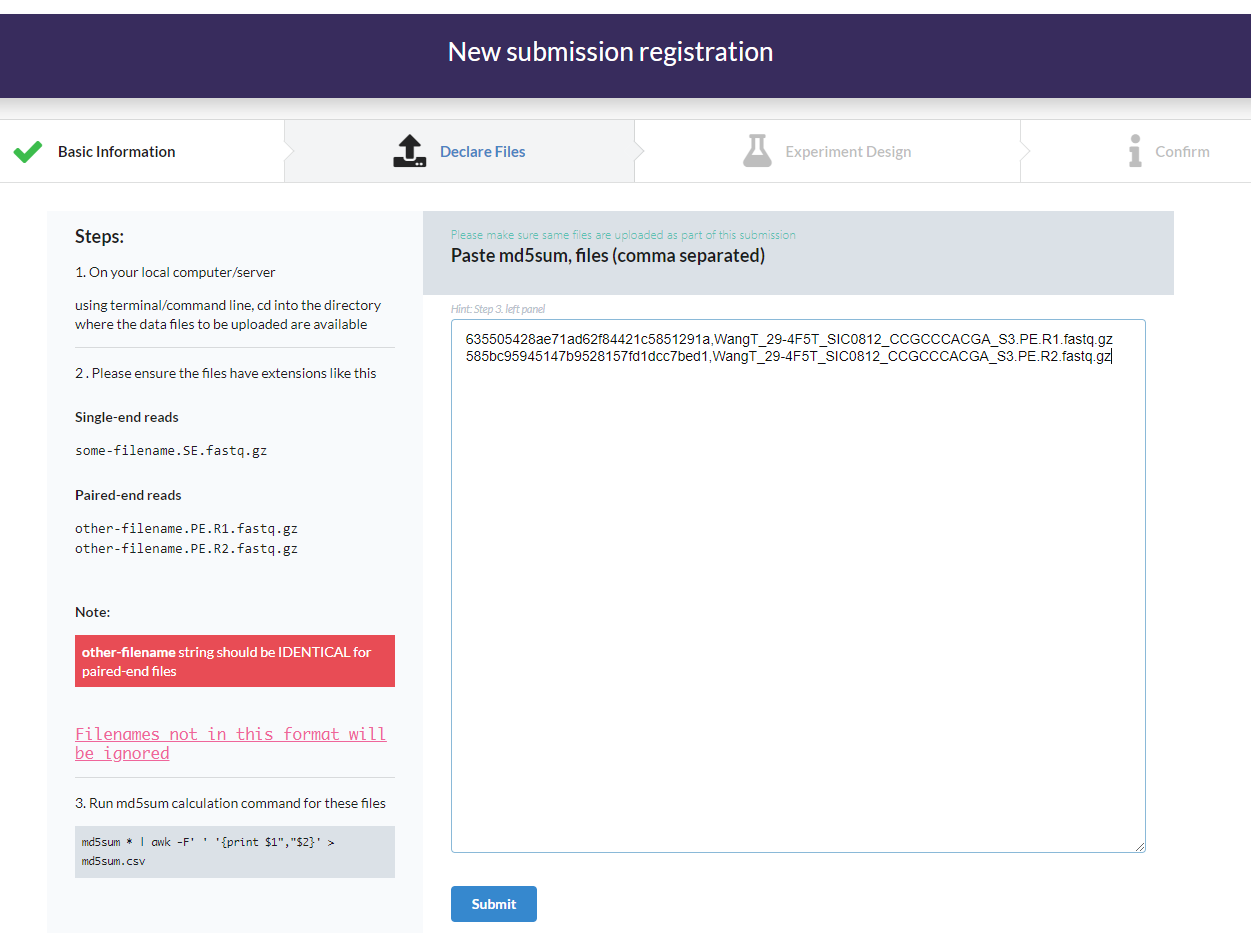 New submission registration
Basic Information
Declare Files
Experiment Design
Confirm
Steps:
1. On your local computer/server
using terminal/command line, cd into the directory
where the data files to be uploaded are available
2 . Please ensure the files have extensions like this
Single-end reads
some-filename.SE.fastq.gz
Paired-end reads
other-filename.PE.R1.fastq.gz
other-filename.PE.R2.fastq.gz
Note:
other-filename string should be IDENTICAL for
paired-end files
Filenames not in this format will
be ignored
3. Run md5sum calculation command for these files
md5sum * | awk -F' ' '{print $1","$2}' >
md5sum.csv
Please make sure same files are uploaded as part of this submission
Paste md5sum, files (comma separated)
Hint: Step 3. left panel
635505428ae71ad62f84421c5851291a,WangT_29-4F5T_SIC0812_CCGCCCACGA_S3.PE.R1.fastq.gz
585bc95945147b9528157fd1dcc7bed1,WangT_29-4F5T_SIC0812_CCGCCCACGA_S3.PE.R2.fastq.gz
Submit